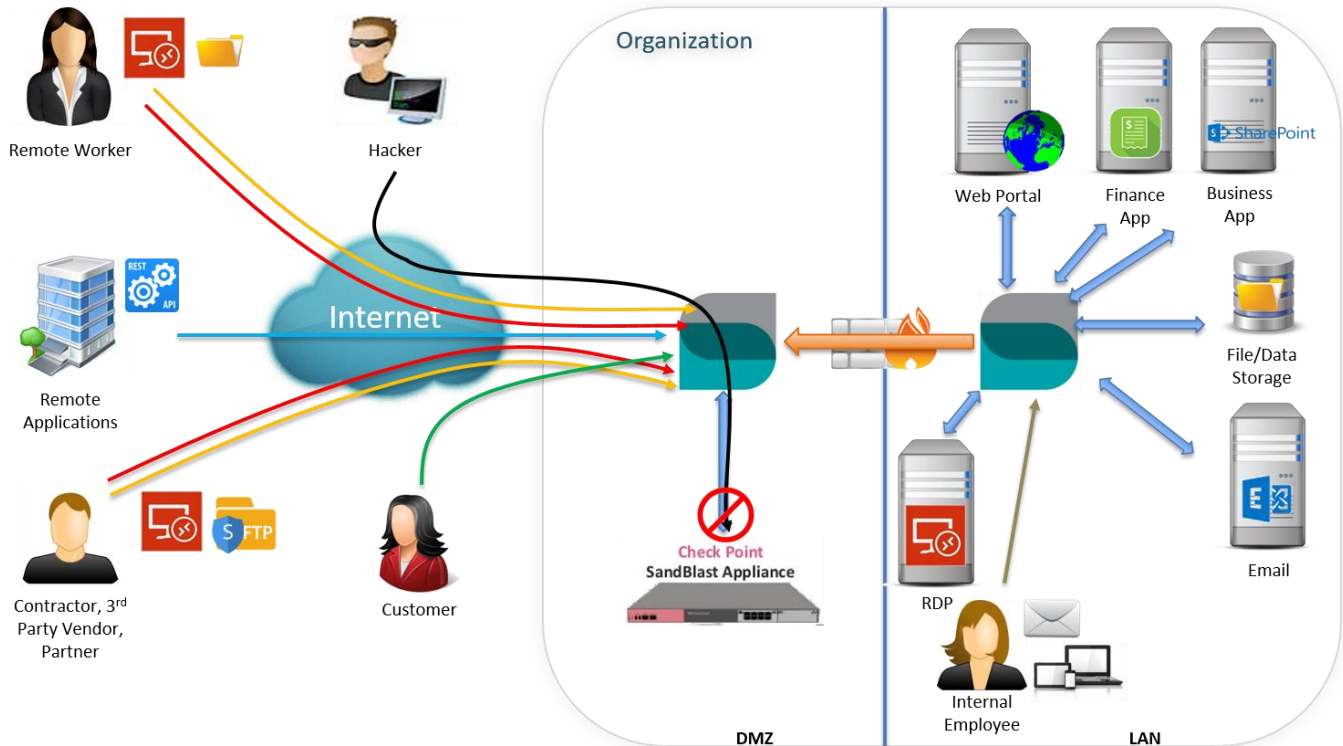 Organization
Remote Worker
Hacker
Web Portal
Finance
App
SharePoint
S
Business
App
REST
API
Internet
Remote
Applications
File/Data
Storage
S
FTP
Contractor, 3rd
Party Vendor,
Partner
Customer
Check Point
SandBlast Appliance
RDP
E
Email
Internal
Employee
DMZ
LAN